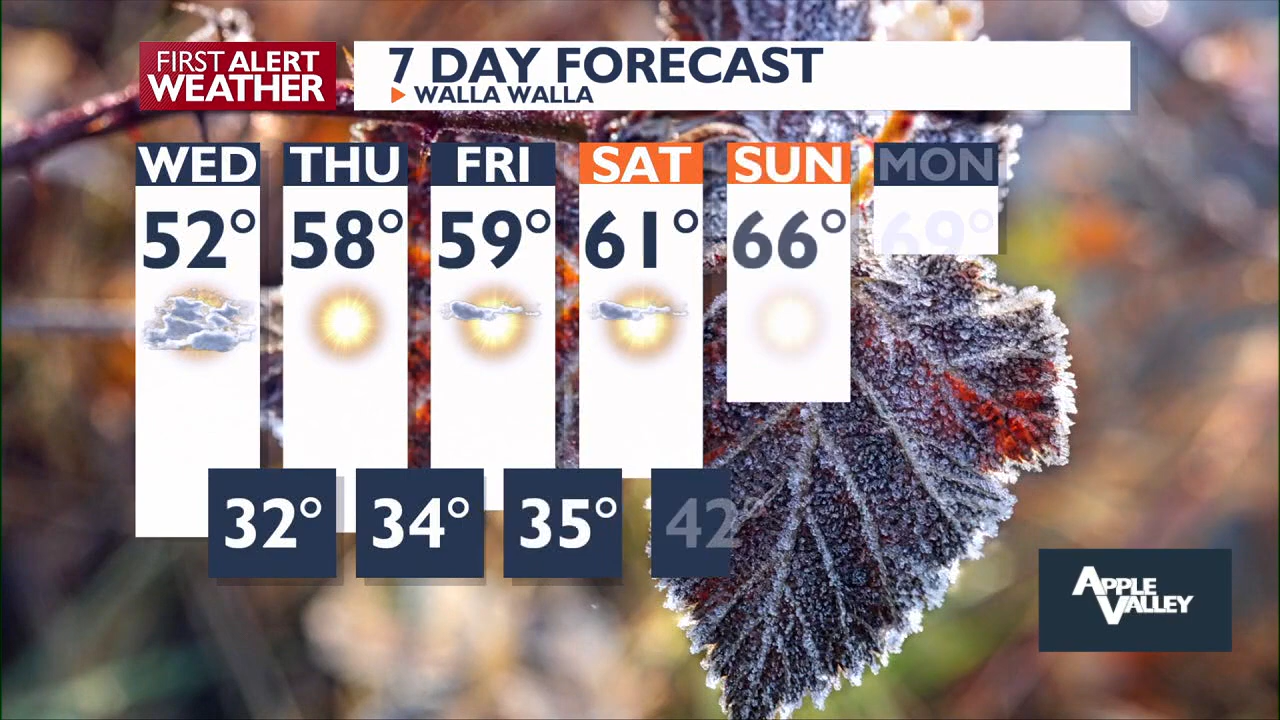 FIRST ALERT
WEATHER
7 DAY FORECAST
WALLA WALLA
WED THU FRI SAT SUN MON
52° 58° 59° 61° 66° 69°
32° 34° 35° 42°
APPLE
VALLEY